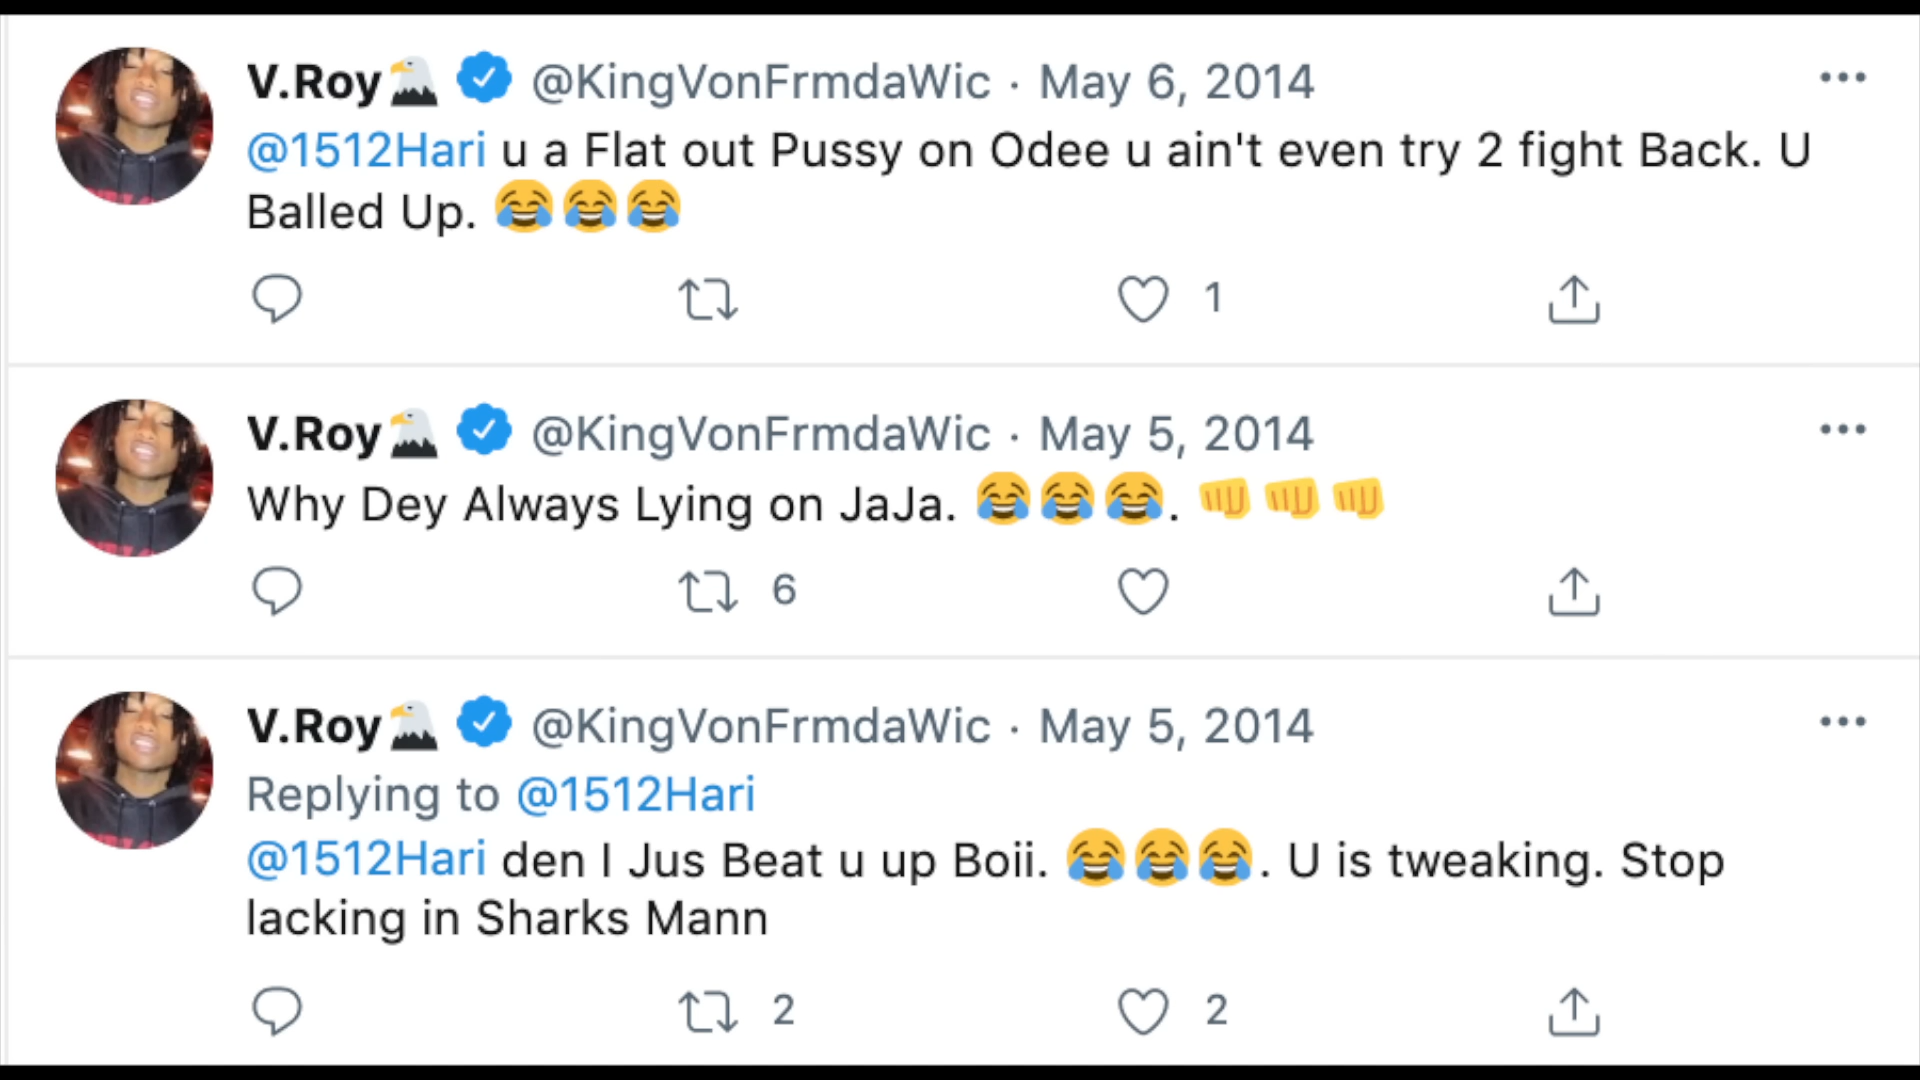 V.Roy🦅 @KingVonFrmdaWic · May 6, 2014
@1512Hari u a Flat out Pussy on Odee u ain't even try 2 fight Back. U
Balled Up. 😂😂😂
1
V.Roy🦅 @KingVonFrmdaWic · May 5, 2014
Why Dey Always Lying on JaJa. 😂😂😂. 👊👊👊
6
V.Roy🦅 @KingVonFrmdaWic · May 5, 2014
Replying to @1512Hari
@1512Hari den I Jus Beat u up Boii. 😂😂😂. U is tweaking. Stop
lacking in Sharks Mann
2 2